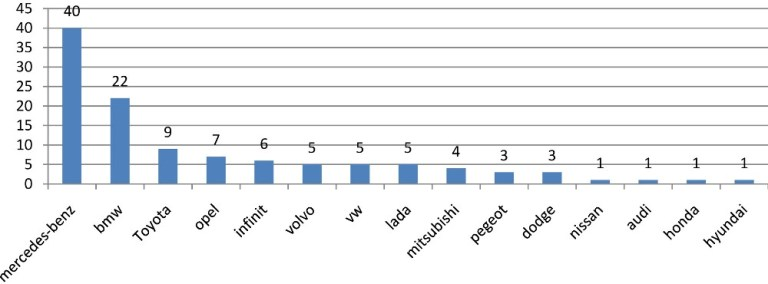 45
40
35
30
25
20
15
10
5
0
40
22
9
7
6
5
5
5
4
3
3
1
1
1
1
mercedes-benz
bmw
Toyota
opel
infinit
volvo
vw
lada
mitsubishi
pegeot
dodge
nissan
audi
honda
hyundai